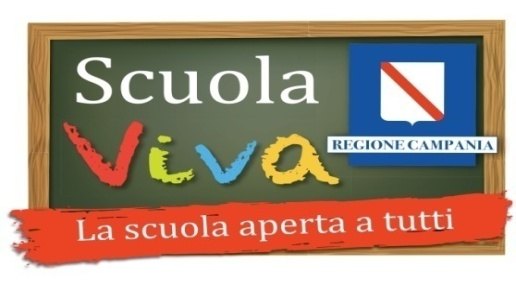 Scuola
Viva
REGIONE CAMPANIA
La scuola aperta a tutti